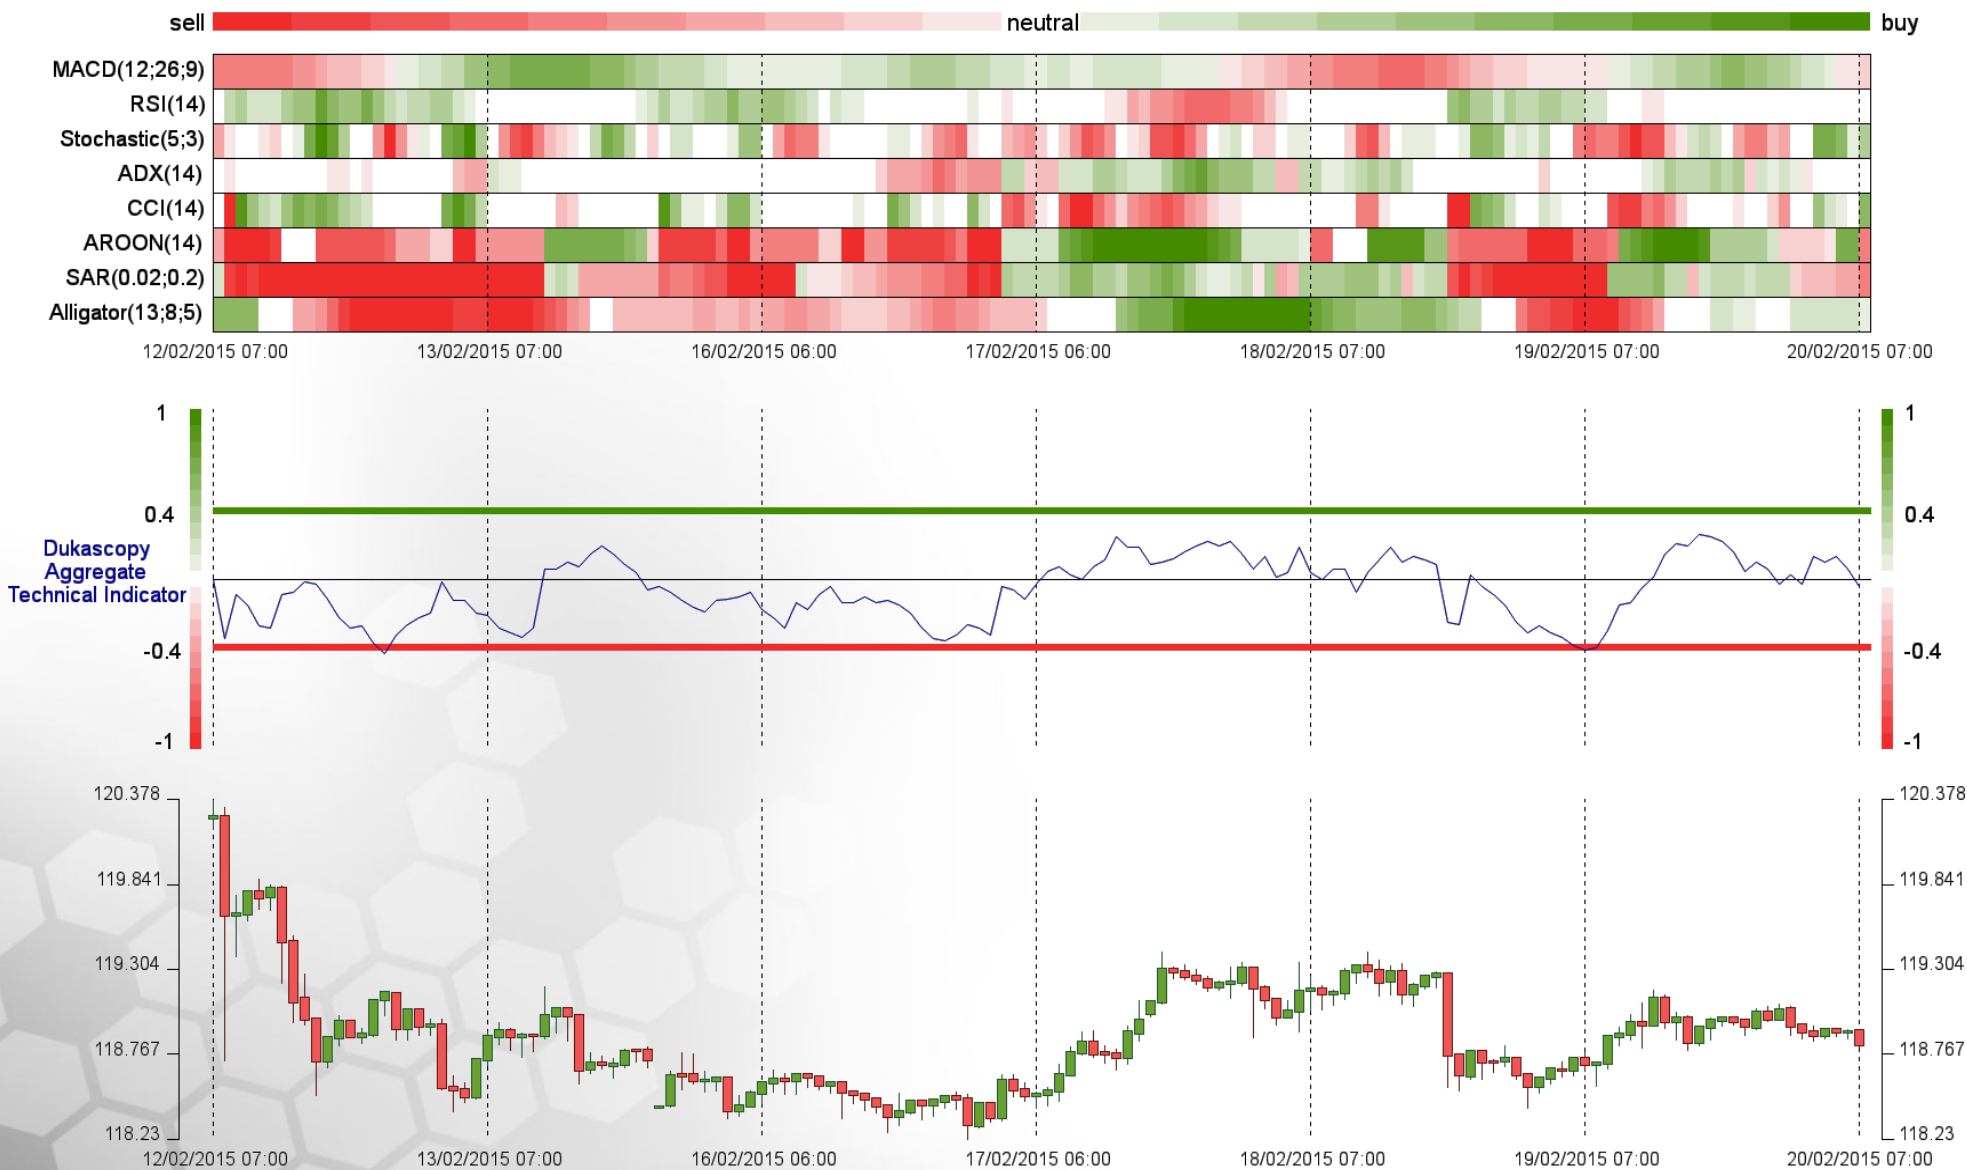 sell neutral buy
MACD(12;26;9)
RSI(14)
Stochastic(5;3)
ADX(14)
CCI(14)
AROON(14)
SAR(0.02;0.2)
Alligator(13;8;5)
12/02/2015 07:00 13/02/2015 07:00 16/02/2015 06:00 17/02/2015 06:00 18/02/2015 07:00 19/02/2015 07:00 20/02/2015 07:00
1 1
0.4 0.4
Dukascopy
Aggregate
Technical Indicator
-0.4 -0.4
-1 -1
120.378 120.378
119.841 119.841
119.304 119.304
118.767 118.767
118.23 118.23
12/02/2015 07:00 13/02/2015 07:00 16/02/2015 06:00 17/02/2015 06:00 18/02/2015 07:00 19/02/2015 07:00 20/02/2015 07:00